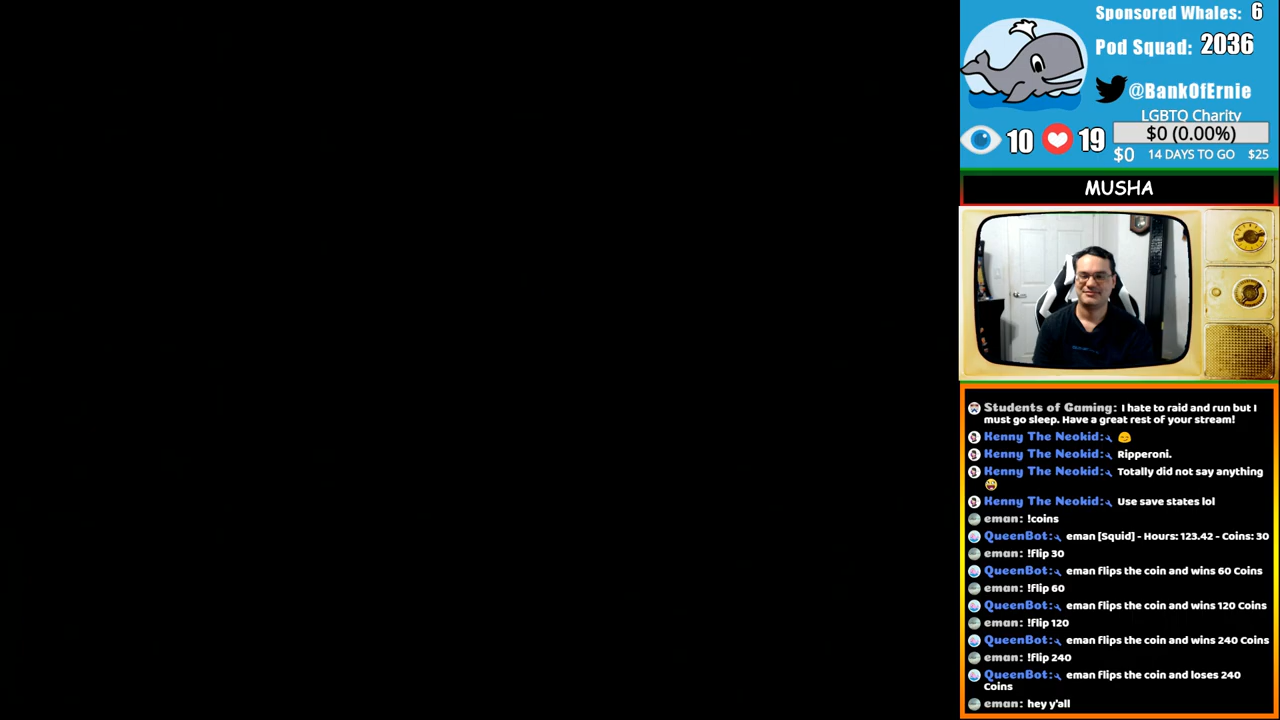 Sponsored Whales: 6
Pod Squad: 2036
@BankOfErnie
LGBTQ Charity
10 19 $0 (0.00%)
$0 14 DAYS TO GO $25
MUSHA
Students of Gaming: I hate to raid and run but I
must go sleep. Have a great rest of your stream!
Kenny The Neokid:
Kenny The Neokid: Ripperoni.
Kenny The Neokid: Totally did not say anything
Kenny The Neokid: Use save states lol
eman: !coins
QueenBot: eman [Squid] - Hours: 123.42 - Coins: 30
eman: !flip 30
QueenBot: eman flips the coin and wins 60 Coins
eman: !flip 60
QueenBot: eman flips the coin and wins 120 Coins
eman: !flip 120
QueenBot: eman flips the coin and wins 240 Coins
eman: !flip 240
QueenBot: eman flips the coin and loses 240
Coins
eman: hey y'all